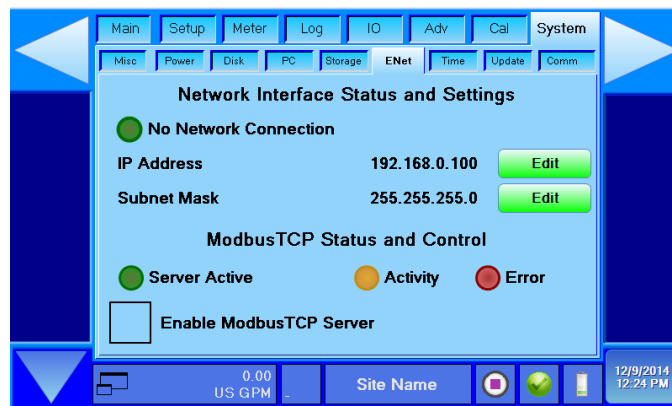 Main Setup Meter Log IO Adv Cal System
Misc Power Disk PC Storage ENet Time Update Comm
Network Interface Status and Settings
No Network Connection
IP Address 192.168.0.100 Edit
Subnet Mask 255.255.255.0 Edit
ModbusTCP Status and Control
Server Active Activity Error
Enable ModbusTCP Server
0.00
US GPM - Site Name
12/9/2014
12:24 PM